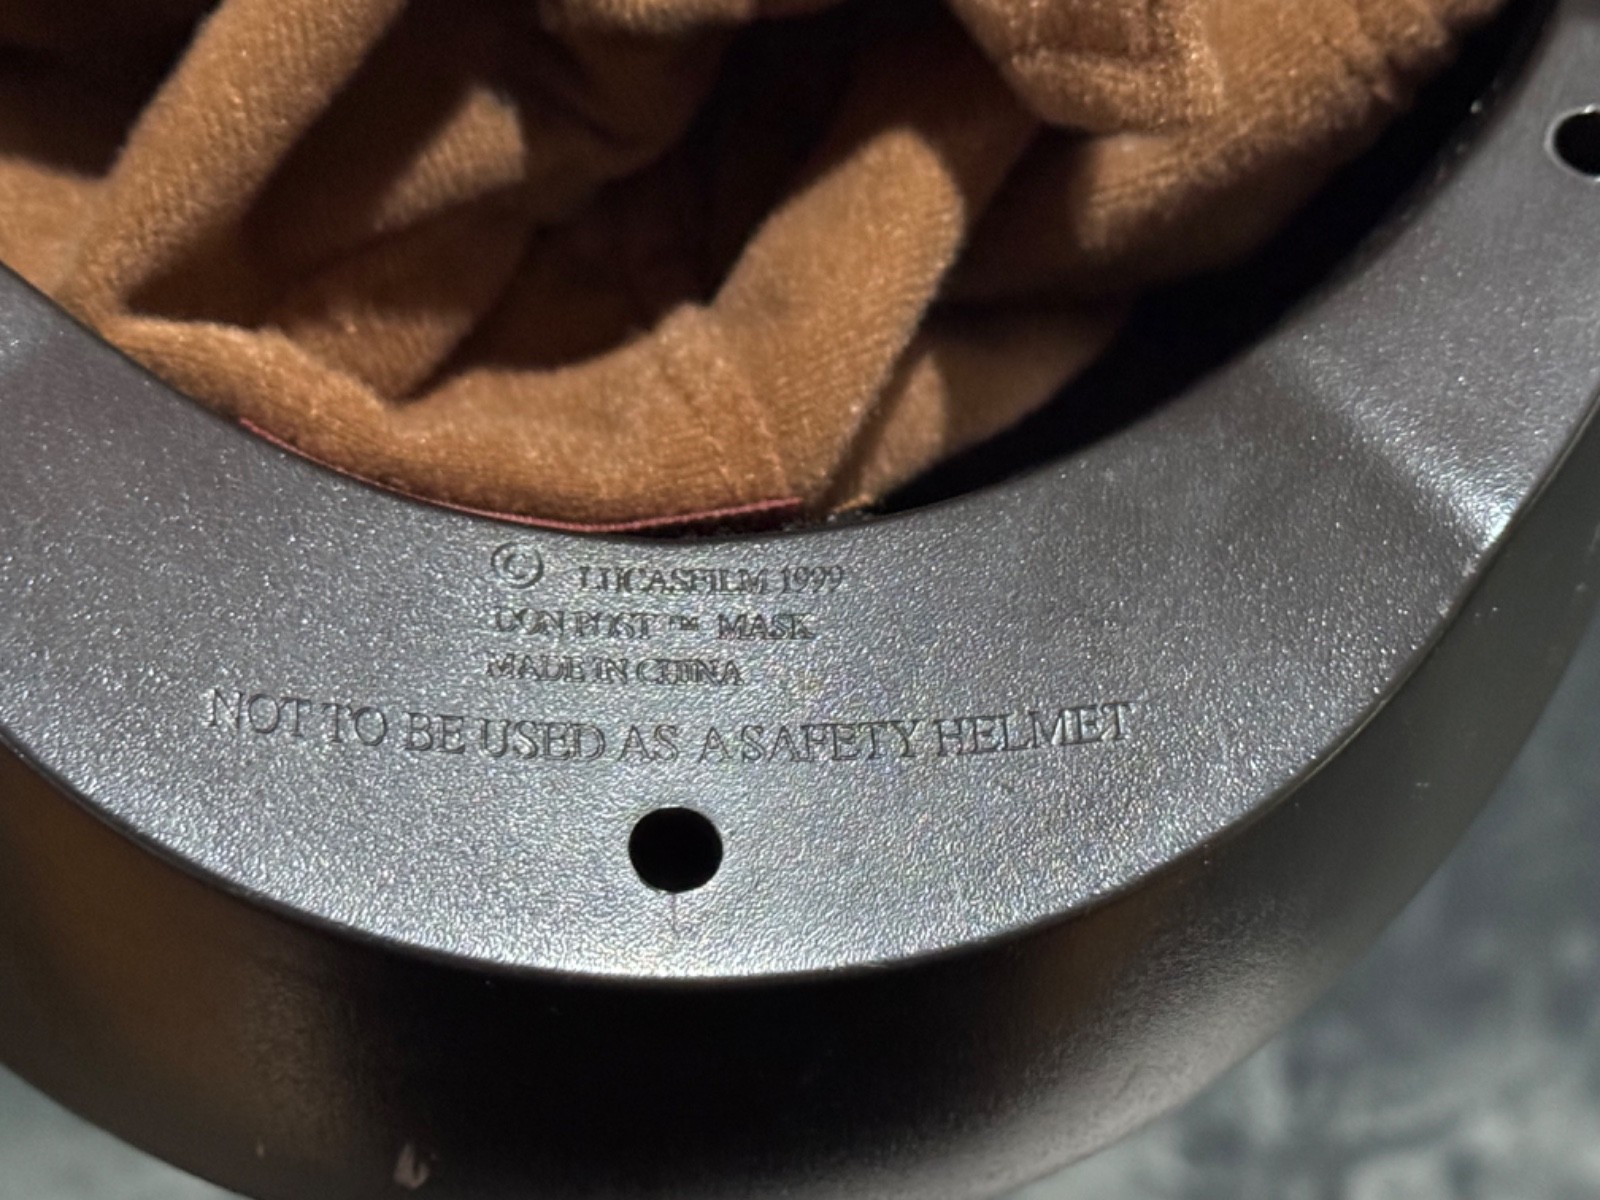 © LUCASFILM 1999
DON POST ™ MASK
MADE IN CHINA
NOT TO BE USED AS A SAFETY HELMET